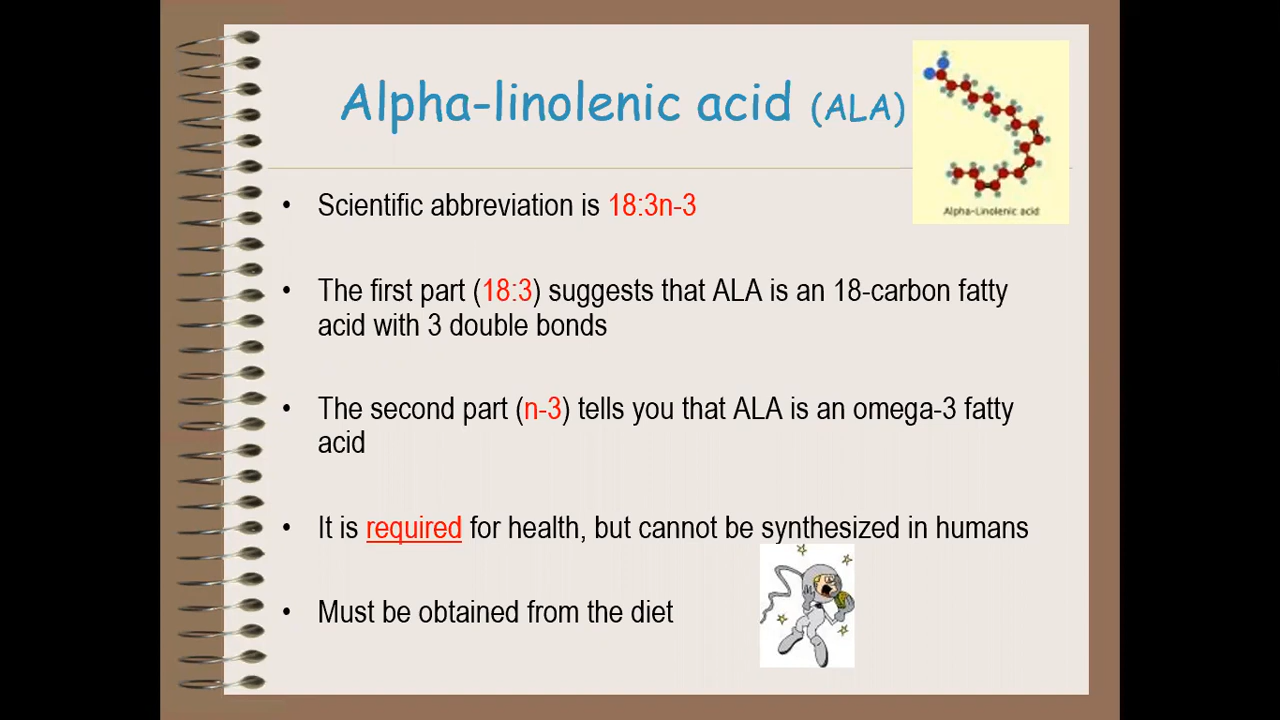 Alpha-linolenic acid (ALA)
Alpha-Linolenic acid
• Scientific abbreviation is 18:3n-3
• The first part (18:3) suggests that ALA is an 18-carbon fatty
acid with 3 double bonds
• The second part (n-3) tells you that ALA is an omega-3 fatty
acid
• It is required for health, but cannot be synthesized in humans
• Must be obtained from the diet